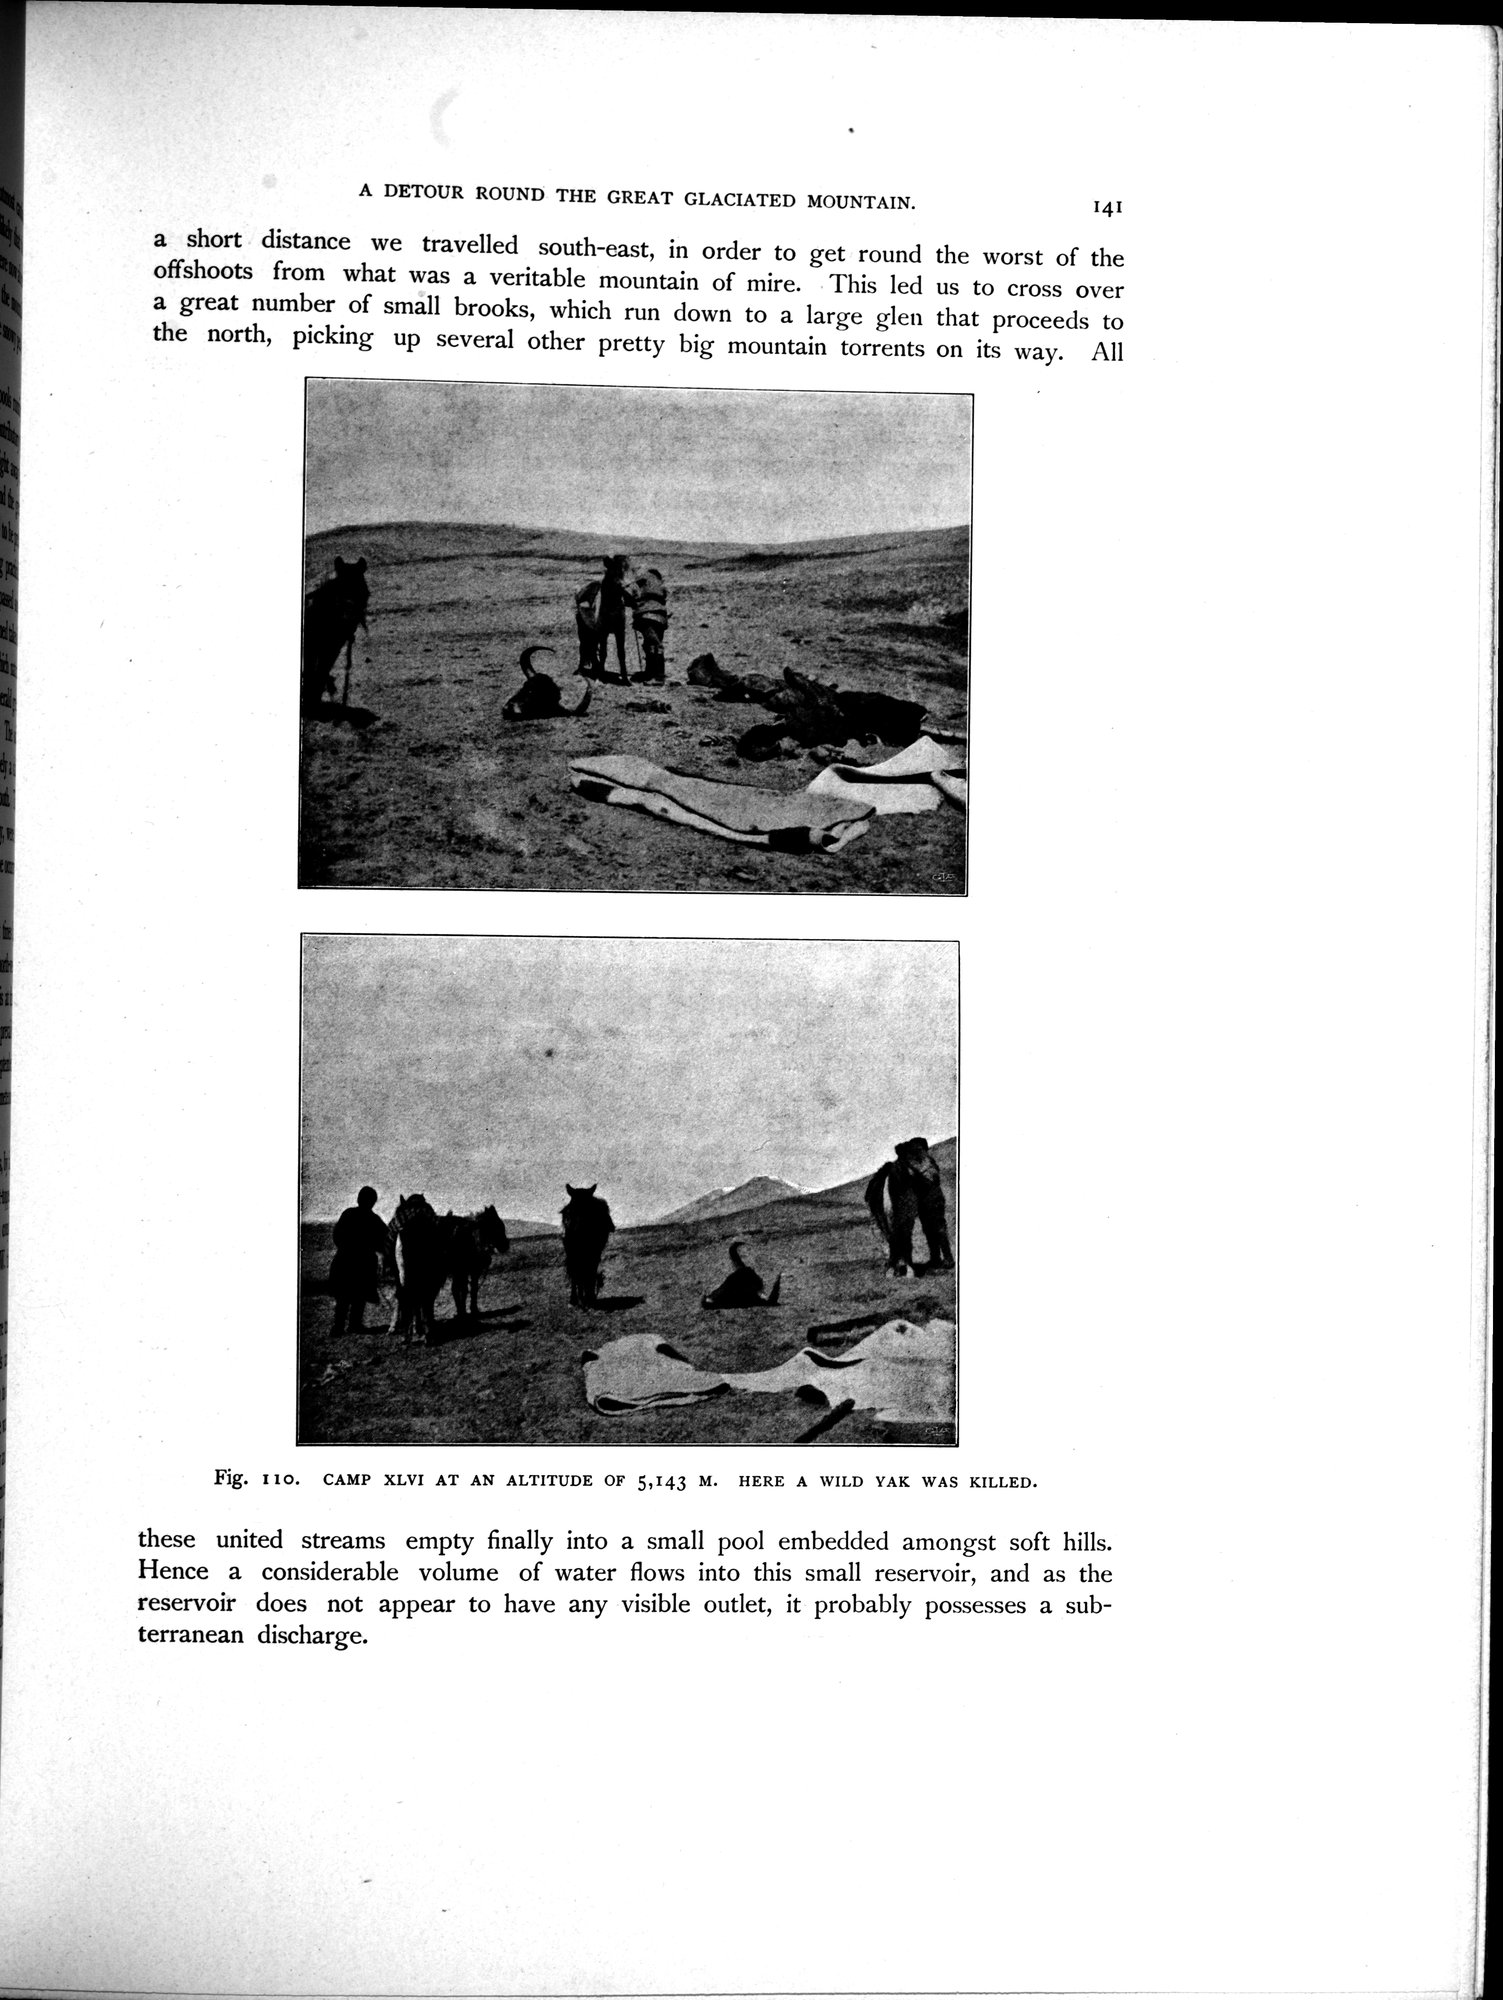 A DETOUR ROUND THE GREAT GLACIATED MOUNTAIN. 141
a short distance we travelled south-east, in order to get round the worst of the
offshoots from what was a veritable mountain of mire. This led us to cross over
a great number of small brooks, which run down to a large glen that proceeds to
the north, picking up several other pretty big mountain torrents on its way. All
Fig. 110. CAMP XLVI AT AN ALTITUDE OF 5,143 M. HERE A WILD YAK WAS KILLED.
these united streams empty finally into a small pool embedded amongst soft hills.
Hence a considerable volume of water flows into this small reservoir, and as the
reservoir does not appear to have any visible outlet, it probably possesses a sub-
terranean discharge.